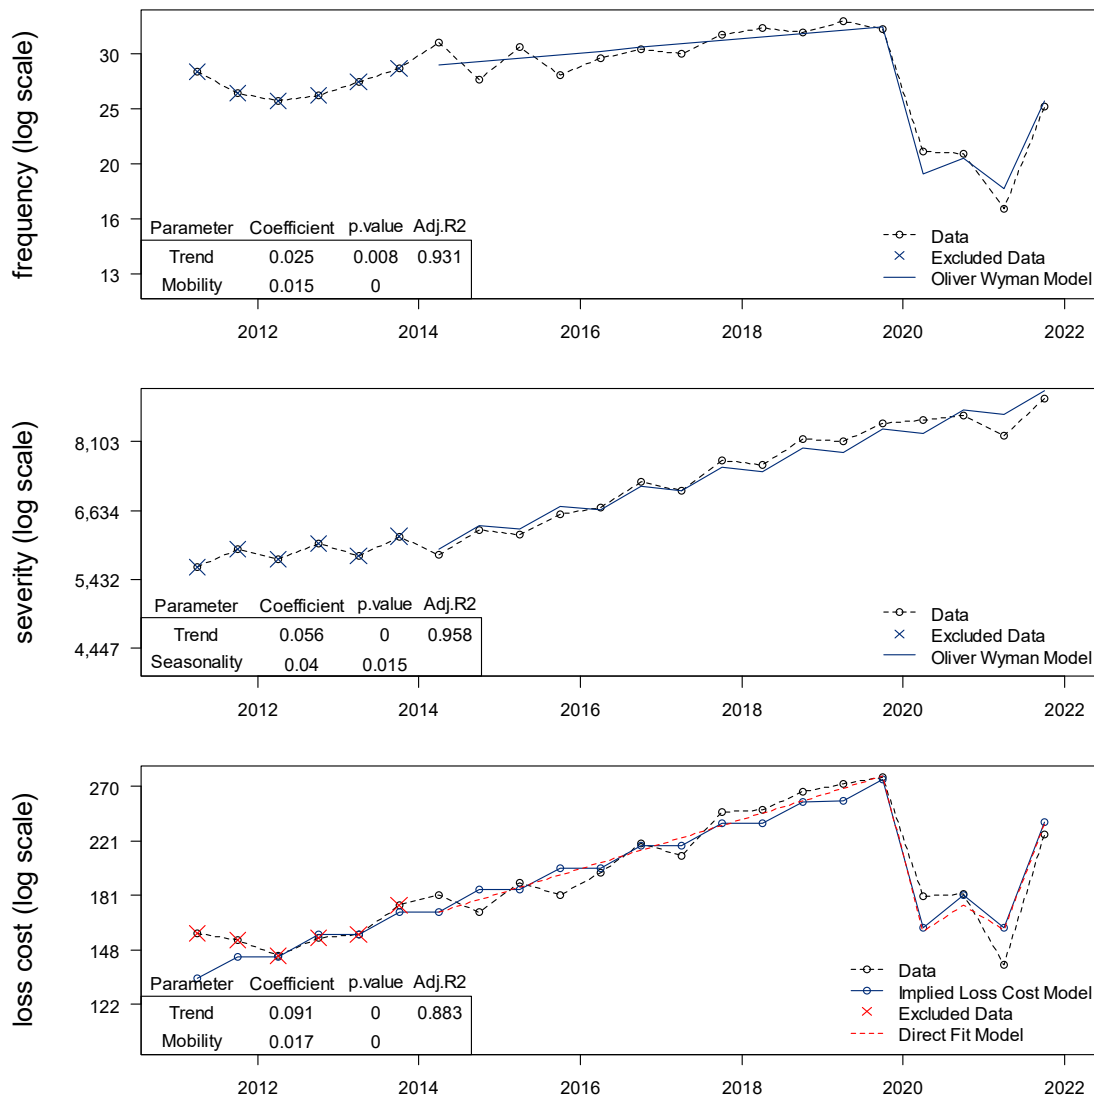 frequency (log scale)
30
25
20
16
13
Parameter Coefficient p.value Adj.R2
Trend 0.025 0.008 0.931
Mobility 0.015 0
Data
Excluded Data
Oliver Wyman Model
2012 2014 2016 2018 2020 2022
severity (log scale)
8,103
6,634
5,432
4,447
Parameter Coefficient p.value Adj.R2
Trend 0.056 0 0.958
Seasonality 0.04 0.015
Data
Excluded Data
Oliver Wyman Model
2012 2014 2016 2018 2020 2022
loss cost (log scale)
270
221
181
148
122
Parameter Coefficient p.value Adj.R2
Trend 0.091 0 0.883
Mobility 0.017 0
Data
Implied Loss Cost Model
Excluded Data
Direct Fit Model
2012 2014 2016 2018 2020 2022